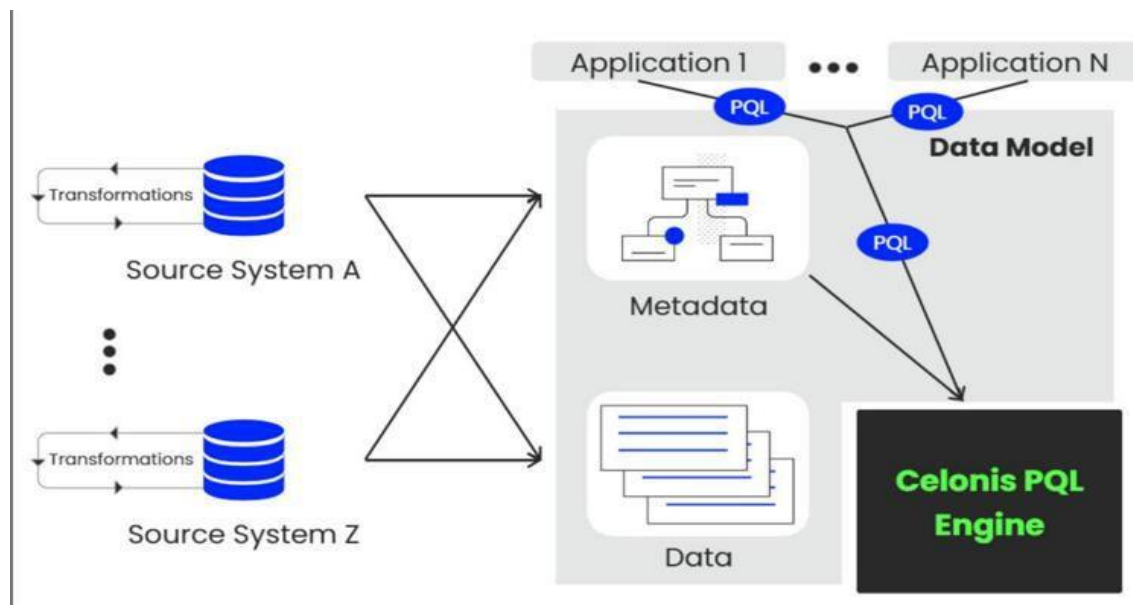 Application 1
Application N
PQL
PQL
Data Model
Transformations
Source System A
PQL
Metadata
Transformations
Source System Z
Data
Celonis PQL
Engine